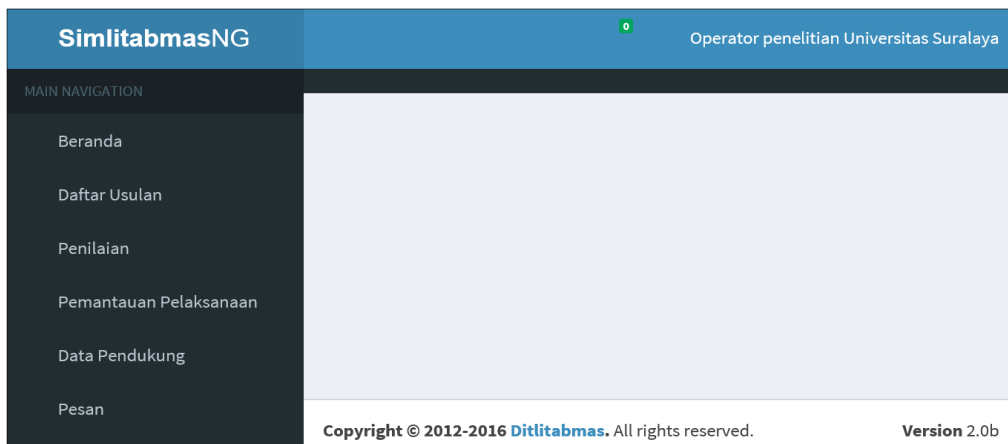 SimlitabmasNG
0
Operator penelitian Universitas Suralaya
MAIN NAVIGATION
Beranda
Daftar Usulan
Penilaian
Pemantauan Pelaksanaan
Data Pendukung
Pesan
Copyright © 2012-2016 Ditlitabmas. All rights reserved.
Version 2.0b